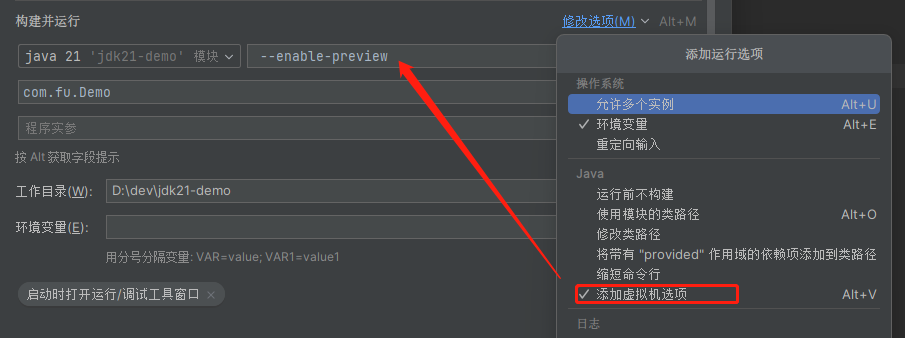 构建并运行
修改选项(M) Alt+M
java 21 'jdk21-demo' 模块 --enable-preview
com.fu.Demo
程序实参
按 Alt 获取字段提示
工作目录(W): D:\dev\jdk21-demo
环境变量(E):
用分号分隔变量: VAR=value; VAR1=value1
启动时打开运行/调试工具窗口 ×
添加运行选项
操作系统
允许多个实例 Alt+U
环境变量 Alt+E
重定向输入
Java
运行前不构建
使用模块的类路径 Alt+O
修改类路径
将带有 "provided" 作用域的依赖项添加到类路径
缩短命令行
添加虚拟机选项 Alt+V
日志